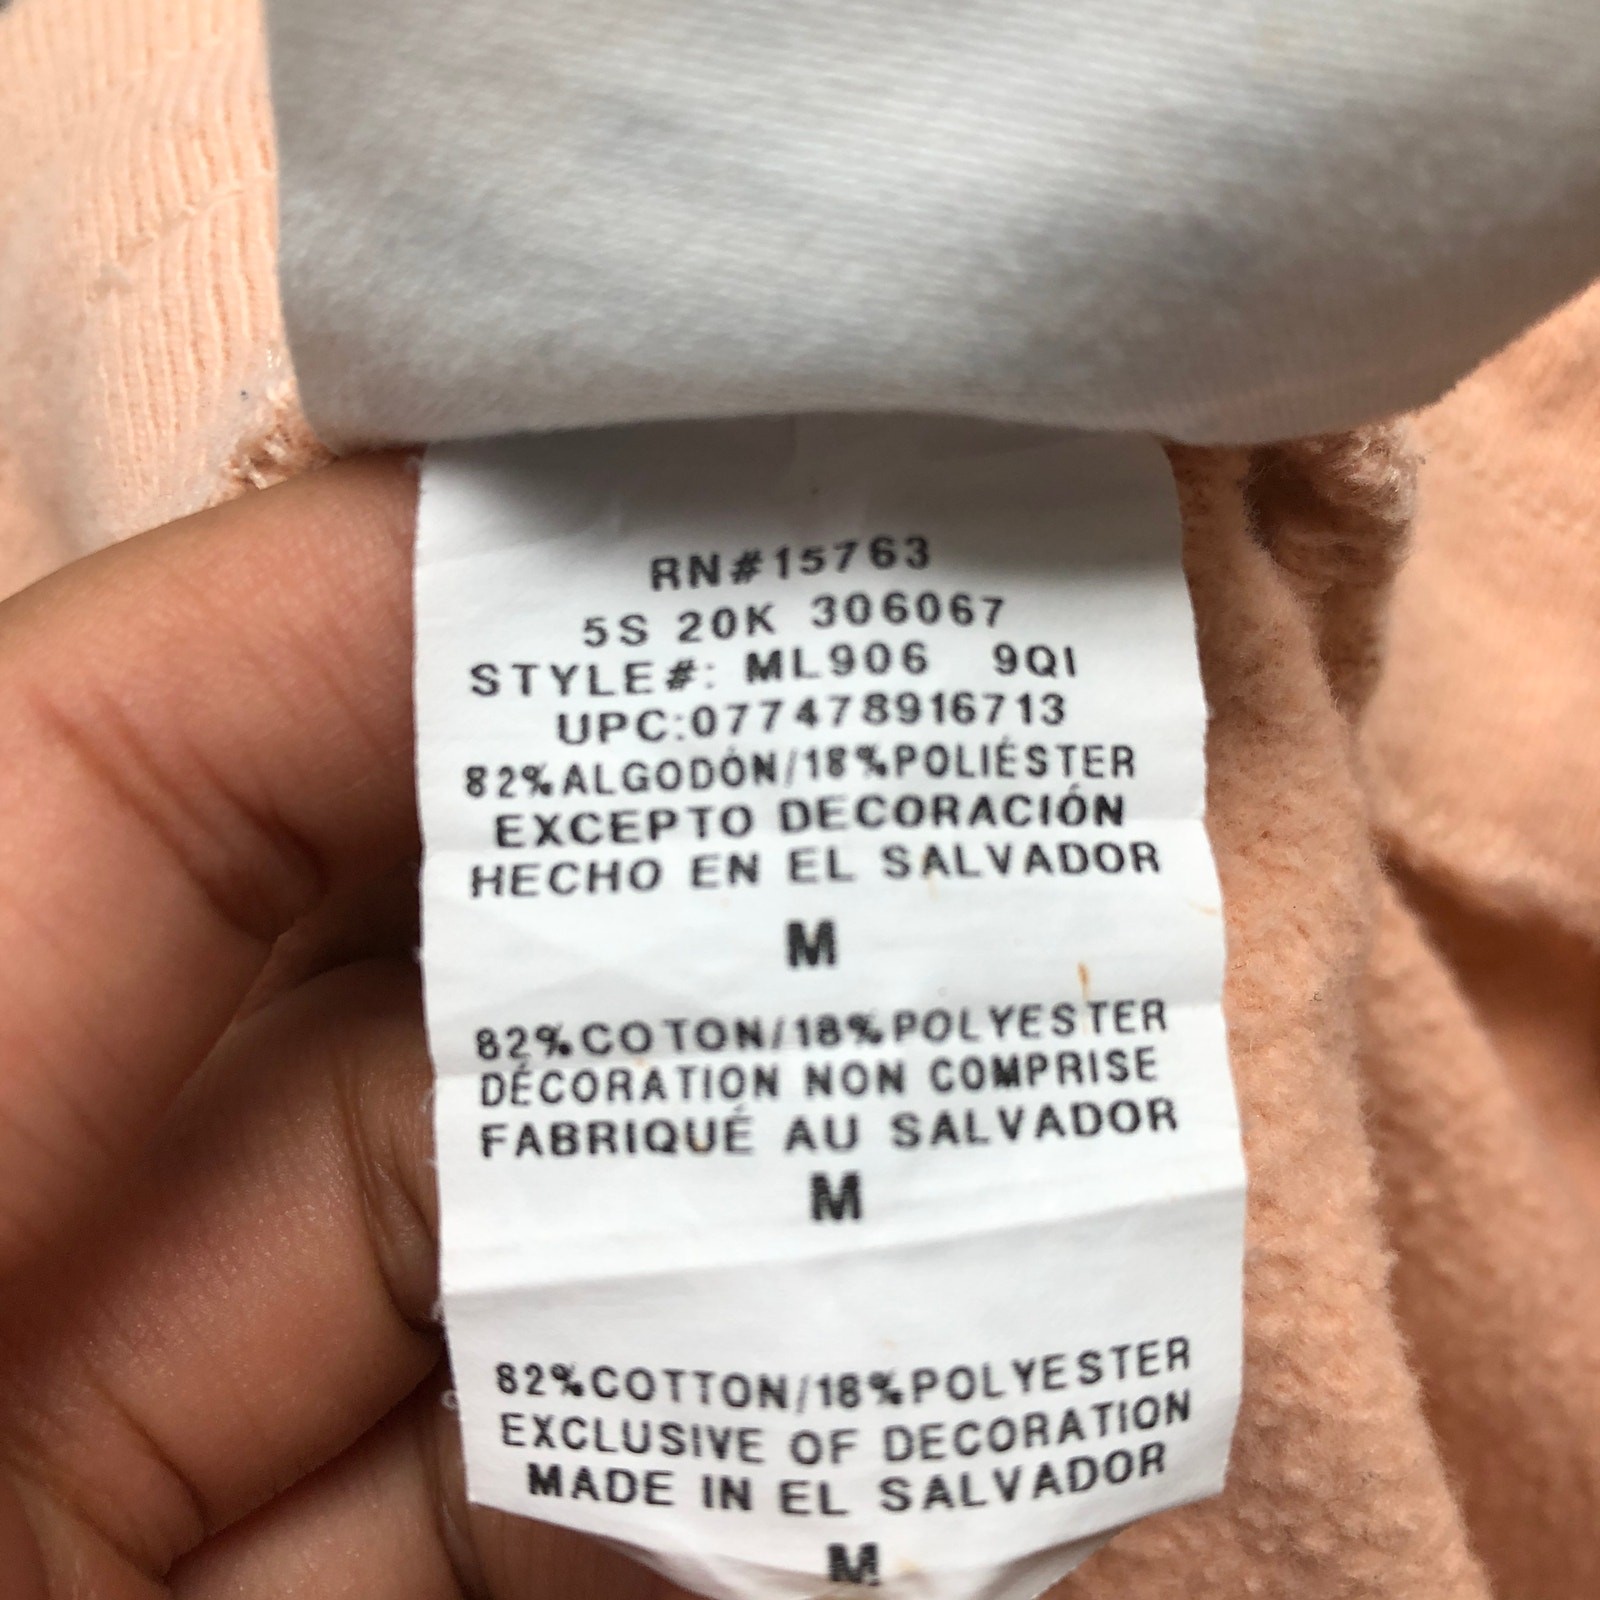 RN#15763
5S 20K 306067
STYLE#: ML906 9QI
UPC:077478916713
82%ALGODÓN/18%POLIÉSTER
EXCEPTO DECORACIÓN
HECHO EN EL SALVADOR
M
82%COTON/18%POLYESTER
DÉCORATION NON COMPRISE
FABRIQUÉ AU SALVADOR
M
82%COTTON/18%POLYESTER
EXCLUSIVE OF DECORATION
MADE IN EL SALVADOR
M